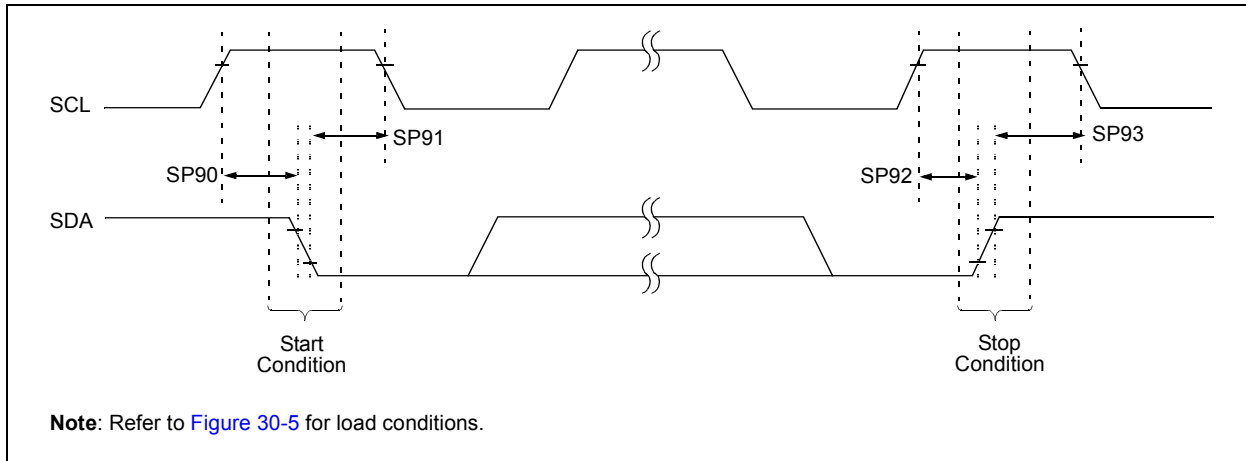 SCL
SP91
SP93
SP90
SP92
SDA
Start
Condition
Stop
Condition
Note: Refer to Figure 30-5 for load conditions.